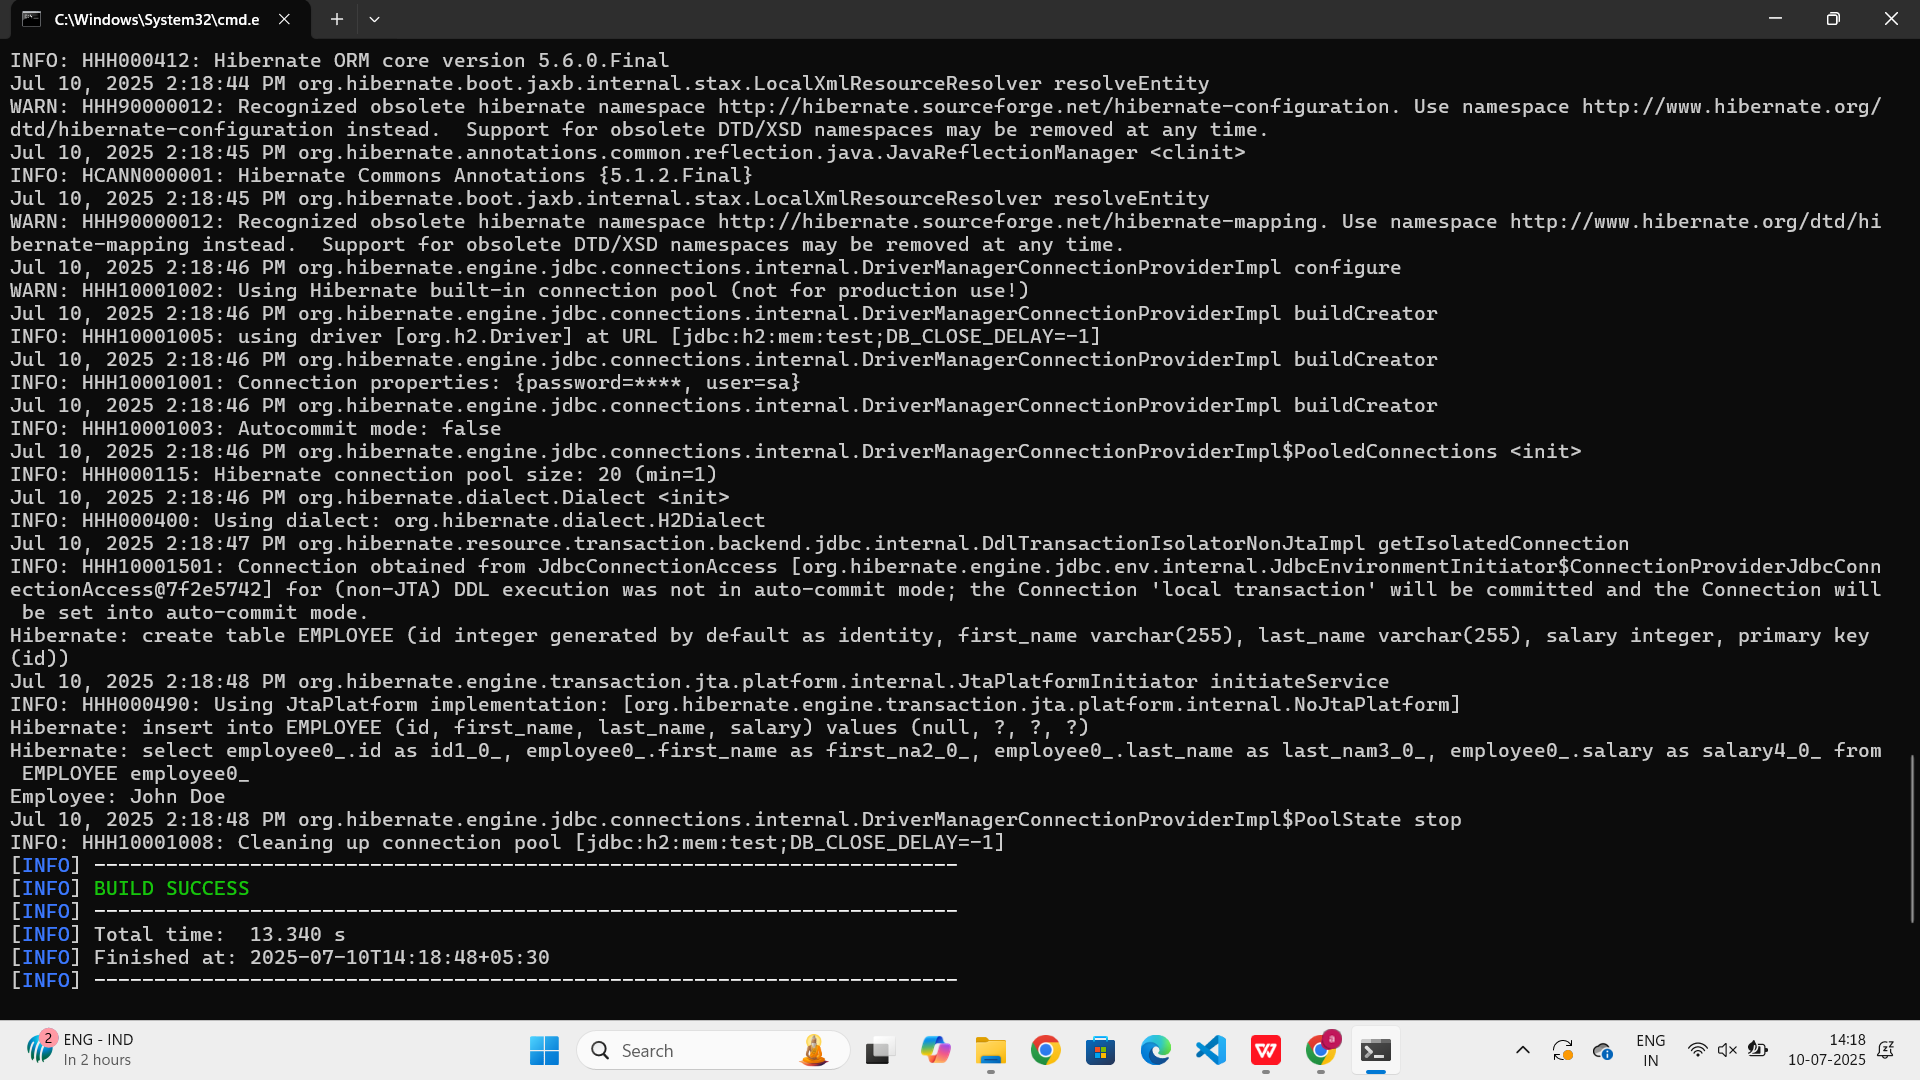 C:\Windows\System32\cmd.e
INFO: HHH000412: Hibernate ORM core version 5.6.0.Final
Jul 10, 2025 2:18:44 PM org.hibernate.boot.jaxb.internal.stax.LocalXmlResourceResolver resolveEntity
WARN: HHH90000012: Recognized obsolete hibernate namespace http://hibernate.sourceforge.net/hibernate-configuration. Use namespace http://www.hibernate.org/
dtd/hibernate-configuration instead.  Support for obsolete DTD/XSD namespaces may be removed at any time.
Jul 10, 2025 2:18:45 PM org.hibernate.annotations.common.reflection.java.JavaReflectionManager <clinit>
INFO: HCANN000001: Hibernate Commons Annotations {5.1.2.Final}
Jul 10, 2025 2:18:45 PM org.hibernate.boot.jaxb.internal.stax.LocalXmlResourceResolver resolveEntity
WARN: HHH90000012: Recognized obsolete hibernate namespace http://hibernate.sourceforge.net/hibernate-mapping. Use namespace http://www.hibernate.org/dtd/hi
bernate-mapping instead.  Support for obsolete DTD/XSD namespaces may be removed at any time.
Jul 10, 2025 2:18:46 PM org.hibernate.engine.jdbc.connections.internal.DriverManagerConnectionProviderImpl configure
WARN: HHH10001002: Using Hibernate built-in connection pool (not for production use!)
Jul 10, 2025 2:18:46 PM org.hibernate.engine.jdbc.connections.internal.DriverManagerConnectionProviderImpl buildCreator
INFO: HHH10001005: using driver [org.h2.Driver] at URL [jdbc:h2:mem:test;DB_CLOSE_DELAY=-1]
Jul 10, 2025 2:18:46 PM org.hibernate.engine.jdbc.connections.internal.DriverManagerConnectionProviderImpl buildCreator
INFO: HHH10001001: Connection properties: {password=****, user=sa}
Jul 10, 2025 2:18:46 PM org.hibernate.engine.jdbc.connections.internal.DriverManagerConnectionProviderImpl buildCreator
INFO: HHH10001003: Autocommit mode: false
Jul 10, 2025 2:18:46 PM org.hibernate.engine.jdbc.connections.internal.DriverManagerConnectionProviderImpl$PooledConnections <init>
INFO: HHH000115: Hibernate connection pool size: 20 (min=1)
Jul 10, 2025 2:18:46 PM org.hibernate.dialect.Dialect <init>
INFO: HHH000400: Using dialect: org.hibernate.dialect.H2Dialect
Jul 10, 2025 2:18:47 PM org.hibernate.resource.transaction.backend.jdbc.internal.DdlTransactionIsolatorNonJtaImpl getIsolatedConnection
INFO: HHH10001501: Connection obtained from JdbcConnectionAccess [org.hibernate.engine.jdbc.env.internal.JdbcEnvironmentInitiator$ConnectionProviderJdbcConn
ectionAccess@7f2e5742] for (non-JTA) DDL execution was not in auto-commit mode; the Connection 'local transaction' will be committed and the Connection will
 be set into auto-commit mode.
Hibernate: create table EMPLOYEE (id integer generated by default as identity, first_name varchar(255), last_name varchar(255), salary integer, primary key
(id))
Jul 10, 2025 2:18:48 PM org.hibernate.engine.transaction.jta.platform.internal.JtaPlatformInitiator initiateService
INFO: HHH000490: Using JtaPlatform implementation: [org.hibernate.engine.transaction.jta.platform.internal.NoJtaPlatform]
Hibernate: insert into EMPLOYEE (id, first_name, last_name, salary) values (null, ?, ?, ?)
Hibernate: select employee0_.id as id1_0_, employee0_.first_name as first_na2_0_, employee0_.last_name as last_nam3_0_, employee0_.salary as salary4_0_ from
 EMPLOYEE employee0_
Employee: John Doe
Jul 10, 2025 2:18:48 PM org.hibernate.engine.jdbc.connections.internal.DriverManagerConnectionProviderImpl$PoolState stop
INFO: HHH10001008: Cleaning up connection pool [jdbc:h2:mem:test;DB_CLOSE_DELAY=-1]
[INFO] ------------------------------------------------------------------------
[INFO] BUILD SUCCESS
[INFO] ------------------------------------------------------------------------
[INFO] Total time:  13.340 s
[INFO] Finished at: 2025-07-10T14:18:48+05:30
[INFO] ------------------------------------------------------------------------
2
ENG - IND
In 2 hours
Search
W
a
ENG
IN
14:18
10-07-2025